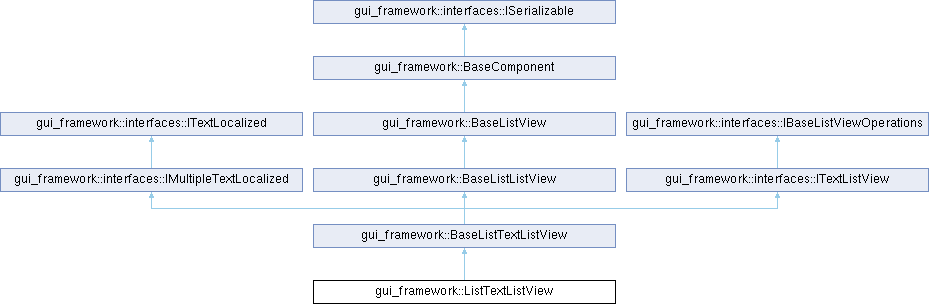 gui_framework::interfaces::ISerializable
gui_framework::BaseComponent
gui_framework::interfaces::ITextLocalized
gui_framework::BaseListView
gui_framework::interfaces::IBaseListViewOperations
gui_framework::interfaces::IMultipleTextLocalized
gui_framework::BaseListListView
gui_framework::interfaces::ITextListView
gui_framework::BaseListTextListView
gui_framework::ListTextListView